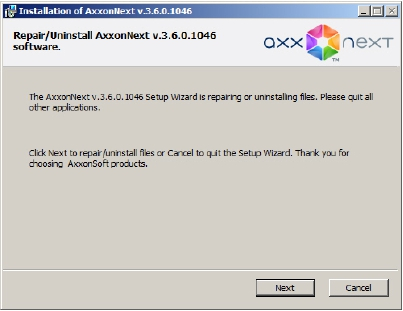 Installation of AxxonNext v.3.6.0.1046
Repair/Uninstall AxxonNext v.3.6.0.1046
software.
axxonnext
TM
The AxxonNext v.3.6.0.1046 Setup Wizard is repairing or uninstalling files. Please quit all
other applications.
Click Next to repair/uninstall files or Cancel to quit the Setup Wizard. Thank you for
choosing AxxonSoft products.
Next
Cancel